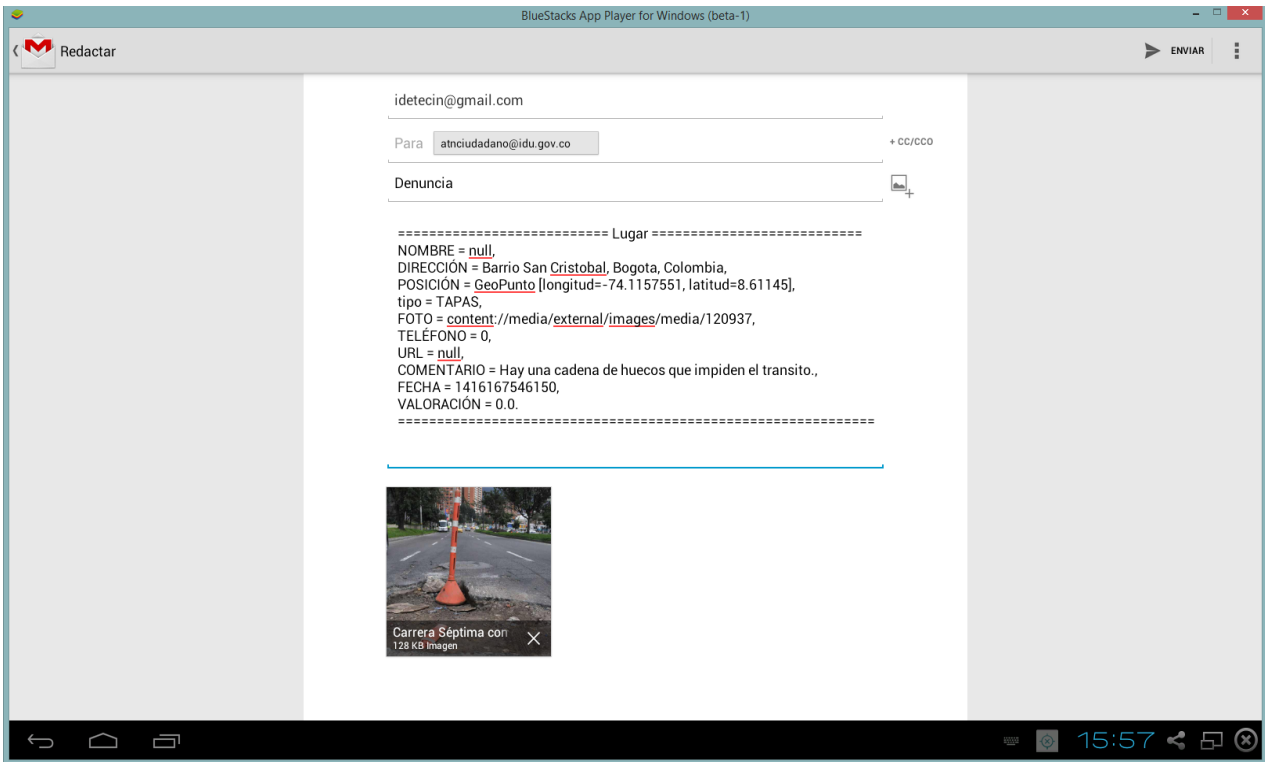 BlueStacks App Player for Windows (beta-1)
Redactar
ENVIAR
idetecin@gmail.com
Para atnciudadano@idu.gov.co
+ CC/CCO
Denuncia
=========================== Lugar ===========================
NOMBRE = null,
DIRECCIÓN = Barrio San Cristobal, Bogota, Colombia,
POSICIÓN = GeoPunto [longitud=-74.1157551, latitud=8.61145],
tipo = TAPAS,
FOTO = content://media/external/images/media/120937,
TELÉFONO = 0,
URL = null,
COMENTARIO = Hay una cadena de huecos que impiden el transito.,
FECHA = 1416167546150,
VALORACIÓN = 0.0.
=============================================================
Carrera Séptima con
128 KB Imagen
15:57